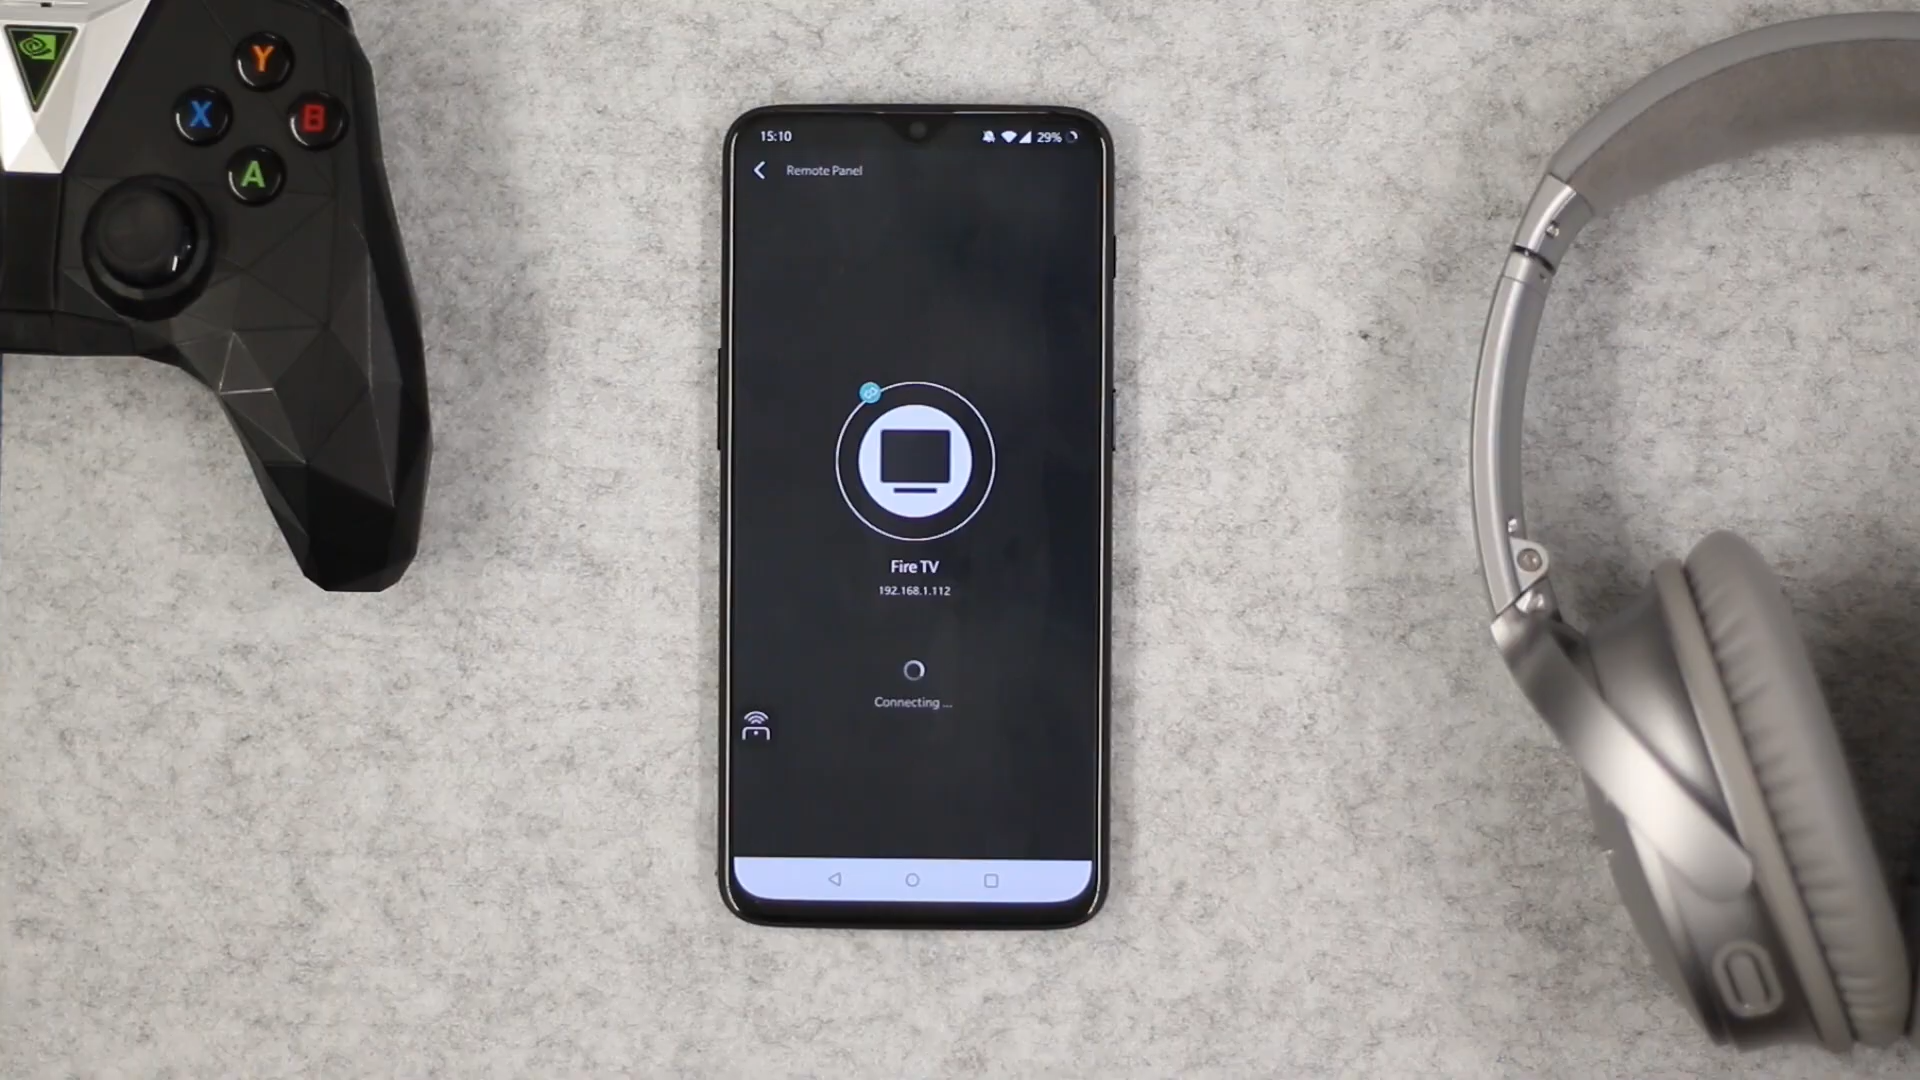 Y
X
B
A
15:10
29%
Remote Panel
Fire TV
192.168.1.112
Connecting ...